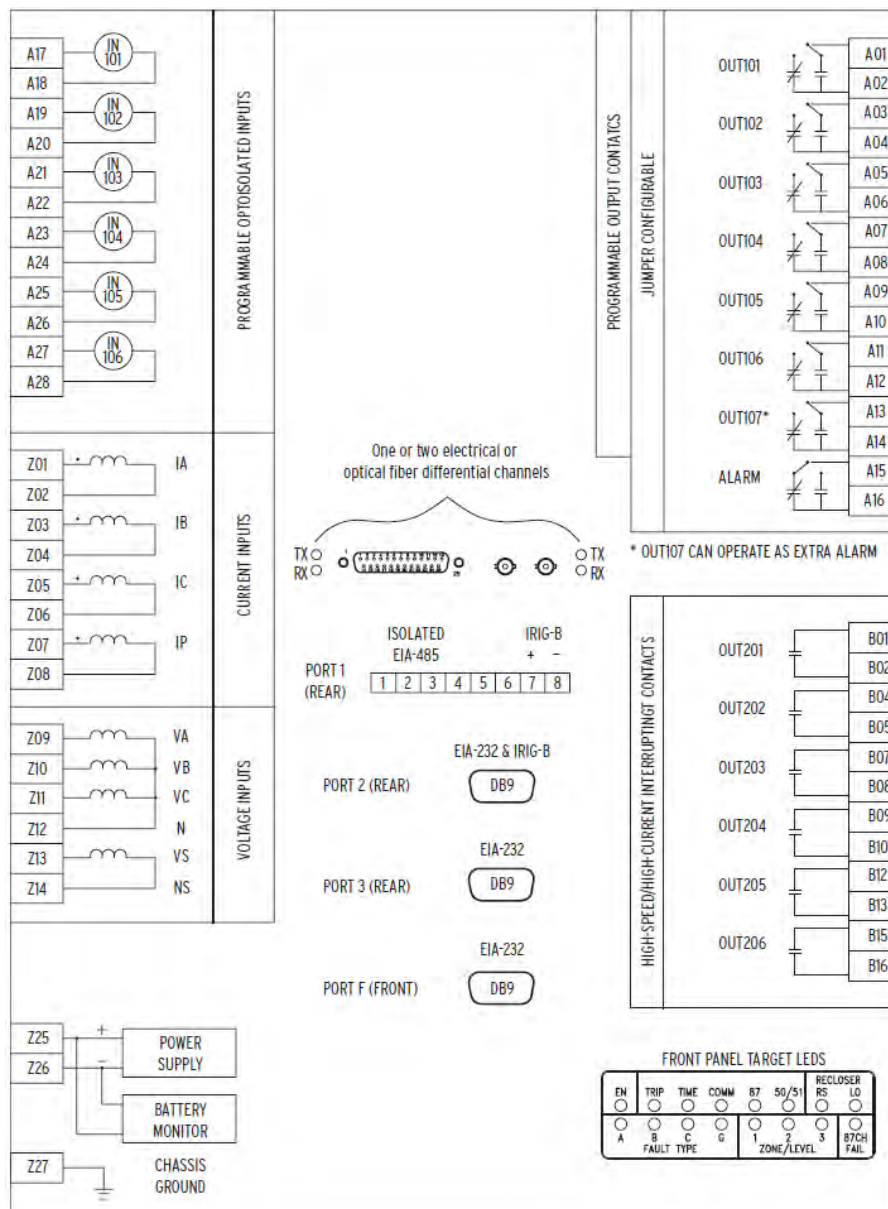 A17
IN
101
A18
A19
IN
102
A20
A21
IN
103
A22
A23
IN
104
A24
A25
IN
105
A26
A27
IN
106
A28
PROGRAMMABLE OPTOISOLATED INPUTS
Z01
IA
Z02
Z03
IB
Z04
Z05
IC
Z06
Z07
IP
Z08
CURRENT INPUTS
Z09
VA
Z10
VB
Z11
VC
Z12
N
Z13
VS
Z14
NS
VOLTAGE INPUTS
Z25
+
POWER
SUPPLY
Z26
–
BATTERY
MONITOR
Z27
CHASSIS
GROUND
One or two electrical or
optical fiber differential channels
TX
RX
1
TX
RX
ISOLATED
EIA-485
IRIG-B
+ –
PORT 1
(REAR)
1 2 3 4 5 6 7 8
EIA-232 & IRIG-B
PORT 2 (REAR)
DB9
EIA-232
PORT 3 (REAR)
DB9
EIA-232
PORT F (FRONT)
DB9
PROGRAMMABLE OUTPUT CONTATCS
JUMPER CONFIGURABLE
OUT101
A01
A02
OUT102
A03
A04
OUT103
A05
A06
OUT104
A07
A08
OUT105
A09
A10
OUT106
A11
A12
OUT107*
A13
A14
ALARM
A15
A16
* OUT107 CAN OPERATE AS EXTRA ALARM
HIGH-SPEED/HIGH-CURRENT INTERRUPTINGT CONTACTS
OUT201
B01
B02
OUT202
B04
B05
OUT203
B07
B08
OUT204
B09
B10
OUT205
B12
B13
OUT206
B15
B16
FRONT PANEL TARGET LEDS
RECLOSER
EN TRIP TIME COMM 87 50/51 RS LO
A B C G 1 2 3 87CH
FAULT TYPE ZONE/LEVEL FAIL